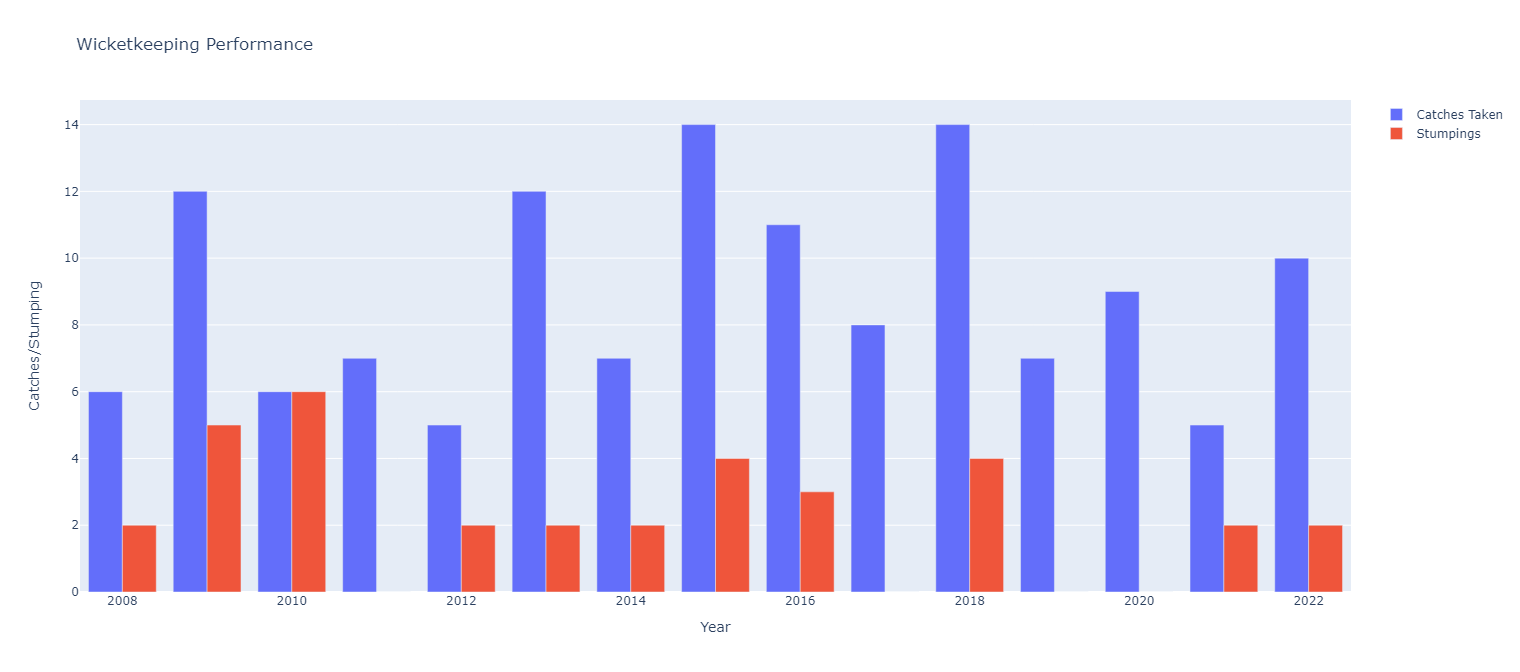 Wicketkeeping Performance
Catches Taken
Stumpings
14
12
10
8
6
4
2
0
Catches/Stumping
2008 2010 2012 2014 2016 2018 2020 2022
Year